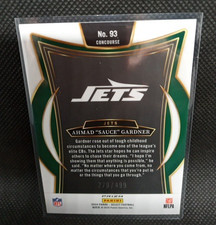 No. 93
CONCOURSE
JETS
JETS
AHMAD "SAUCE" GARDNER
Gardner rose out of tough childhood
circumstances to become one of the league's
elite CBs. The Jets star hopes he can inspire
others to chase their dreams. "I hope I'm
showing them that anything is possible," he
said. "No matter where you come from, no
matter the circumstances that you're put in
or the things that you go through."
NFL
PANINI
NFLPA